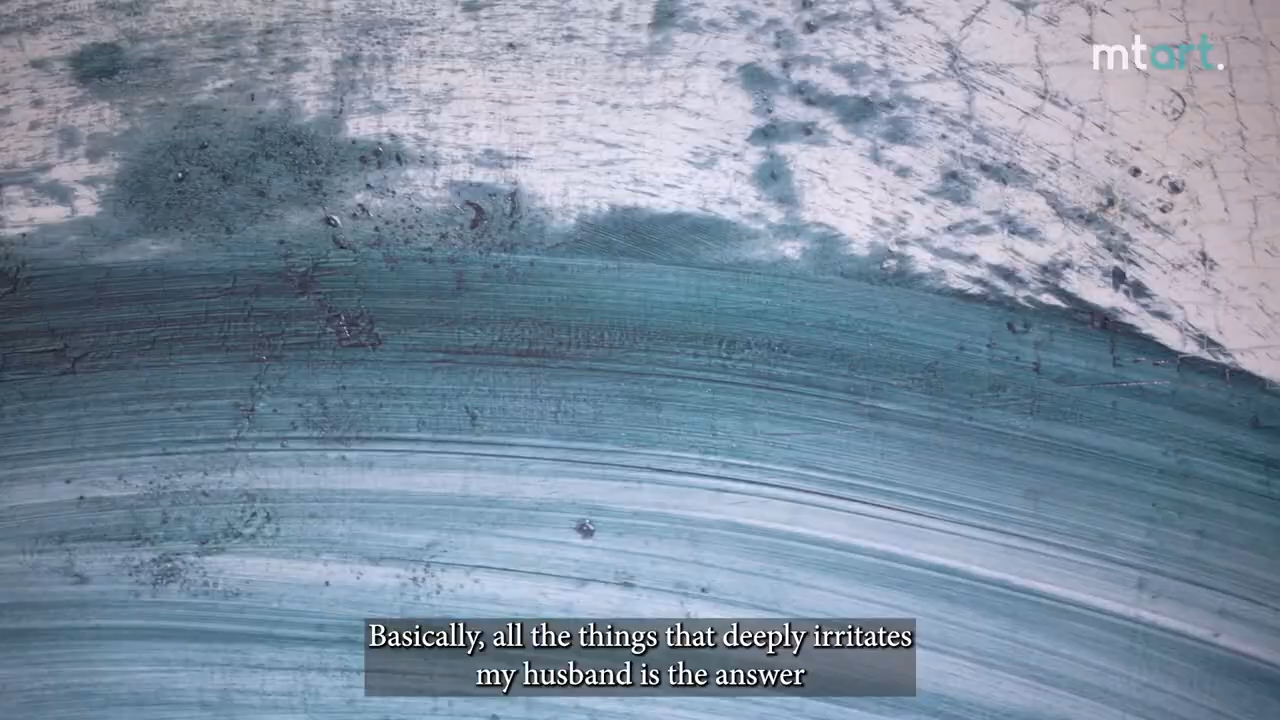 mtart.
Basically, all the things that deeply irritates
my husband is the answer